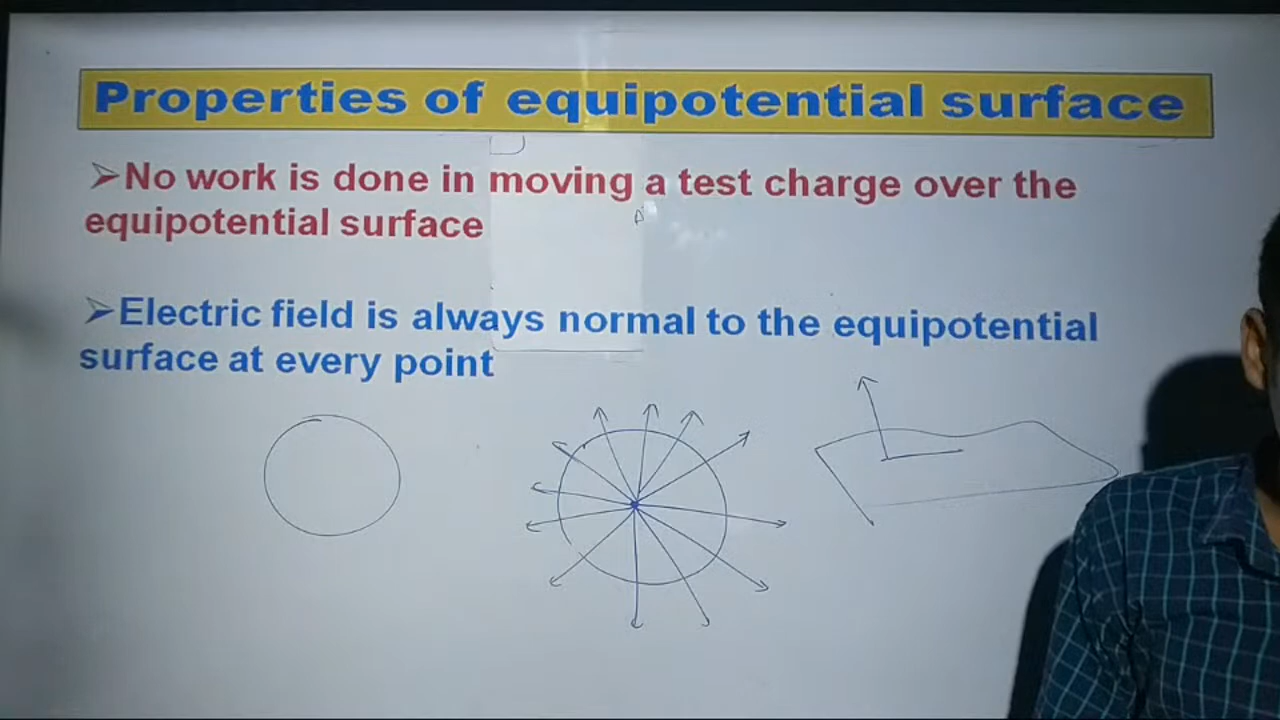 Properties of equipotential surface
➢No work is done in moving a test charge over the
equipotential surface
➢Electric field is always normal to the equipotential
surface at every point